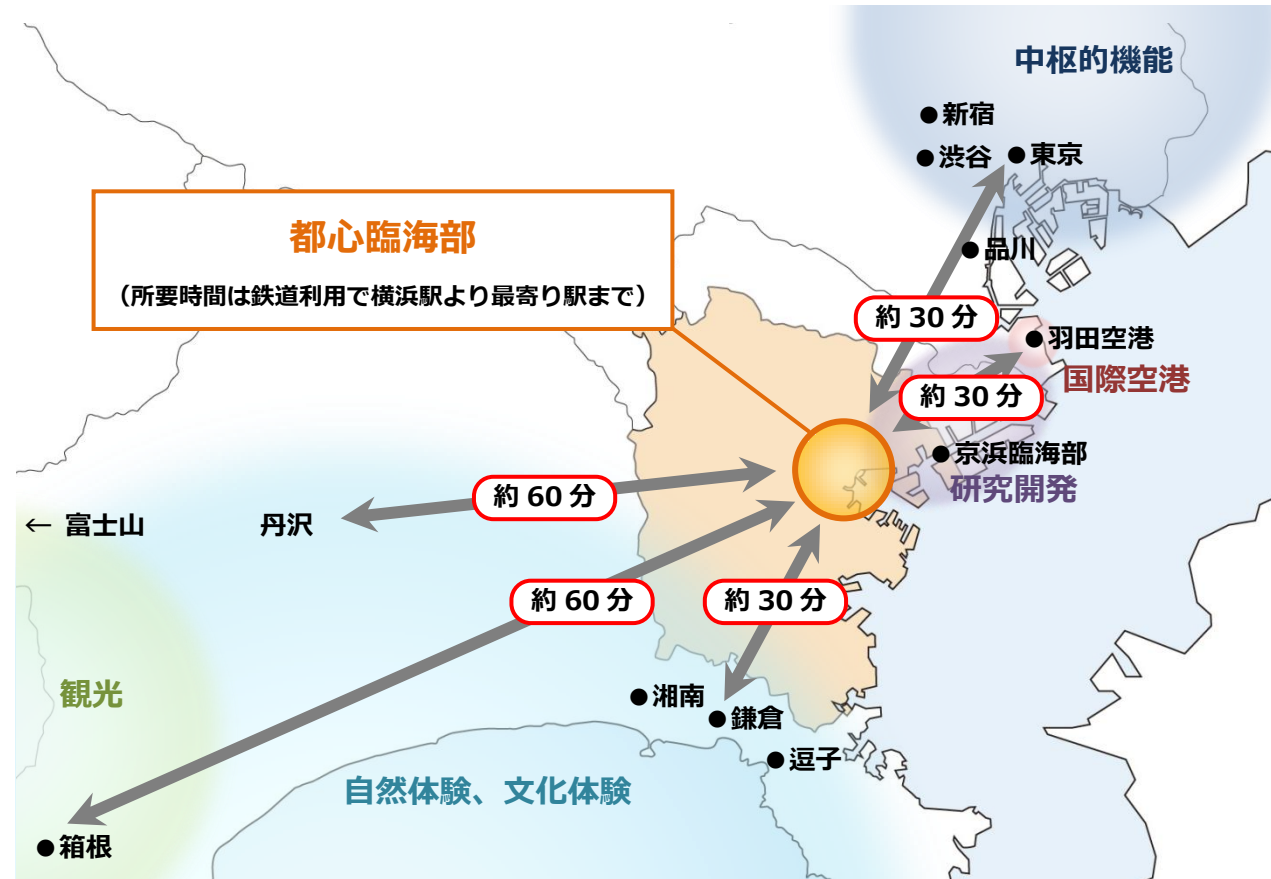 中枢的機能
●新宿
●渋谷 ●東京
都心臨海部
（所要時間は鉄道利用で横浜駅より最寄り駅まで）
●品川
約 30 分
●羽田空港
国際空港
約 30 分
●京浜臨海部
研究開発
約 60 分
← 富士山 丹沢
約 60 分
約 30 分
観光
●湘南
●鎌倉
●逗子
自然体験、文化体験
●箱根